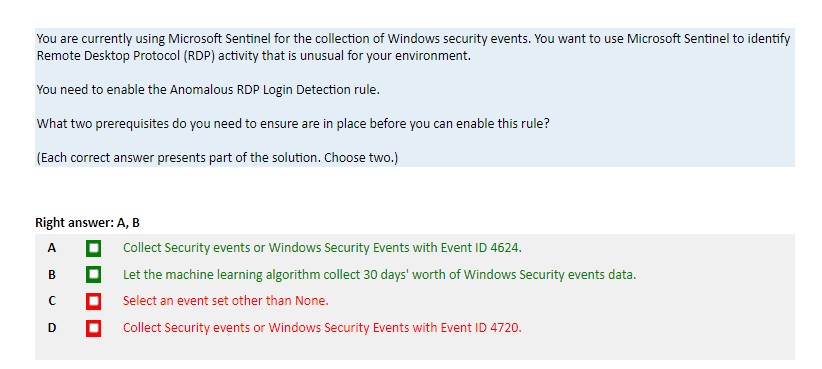 You are currently using Microsoft Sentinel for the collection of Windows security events. You want to use Microsoft Sentinel to identify
Remote Desktop Protocol (RDP) activity that is unusual for your environment.
You need to enable the Anomalous RDP Login Detection rule.
What two prerequisites do you need to ensure are in place before you can enable this rule?
(Each correct answer presents part of the solution. Choose two.)
Right answer: A, B
A Collect Security events or Windows Security Events with Event ID 4624.
B Let the machine learning algorithm collect 30 days' worth of Windows Security events data.
C Select an event set other than None.
D Collect Security events or Windows Security Events with Event ID 4720.